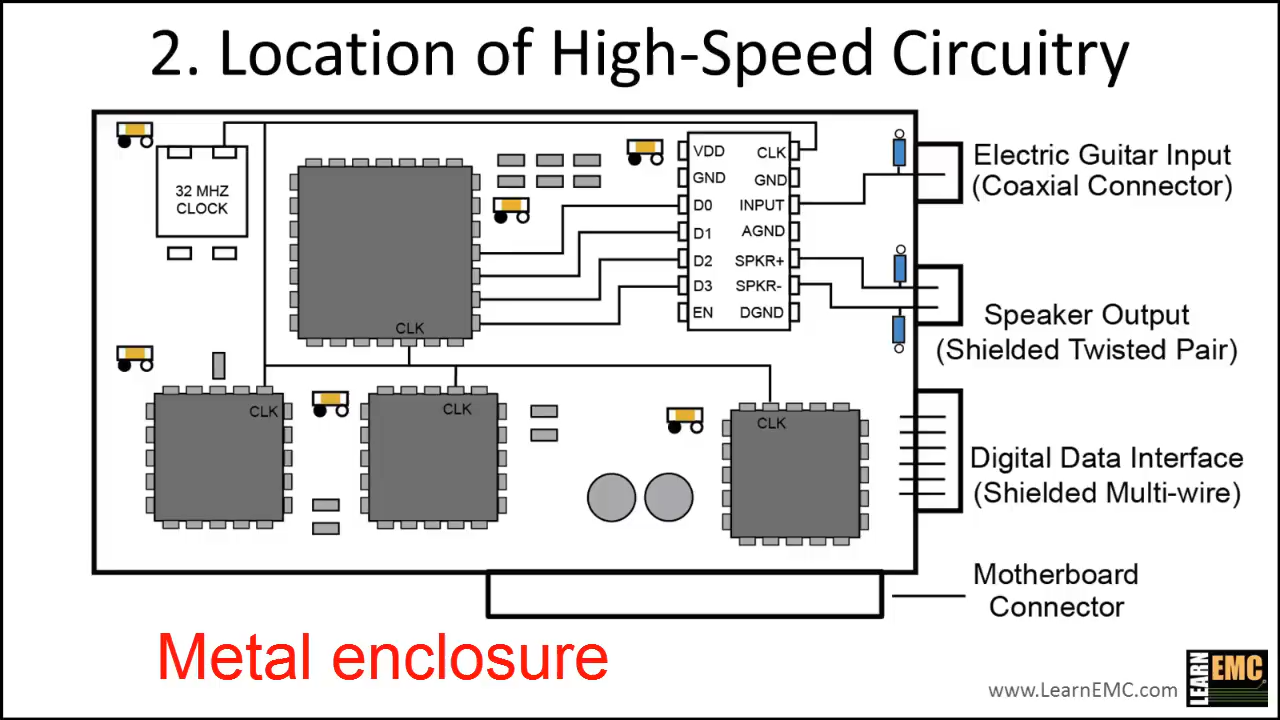 2. Location of High-Speed Circuitry
32 MHZ
CLOCK
VDD
GND
D0
D1
D2
D3
EN
CLK
GND
INPUT
AGND
SPKR+
SPKR-
DGND
CLK
CLK
CLK
CLK
Electric Guitar Input
(Coaxial Connector)
Speaker Output
(Shielded Twisted Pair)
Digital Data Interface
(Shielded Multi-wire)
Motherboard
Connector
Metal enclosure
www.LearnEMC.com
LEARN
EMC